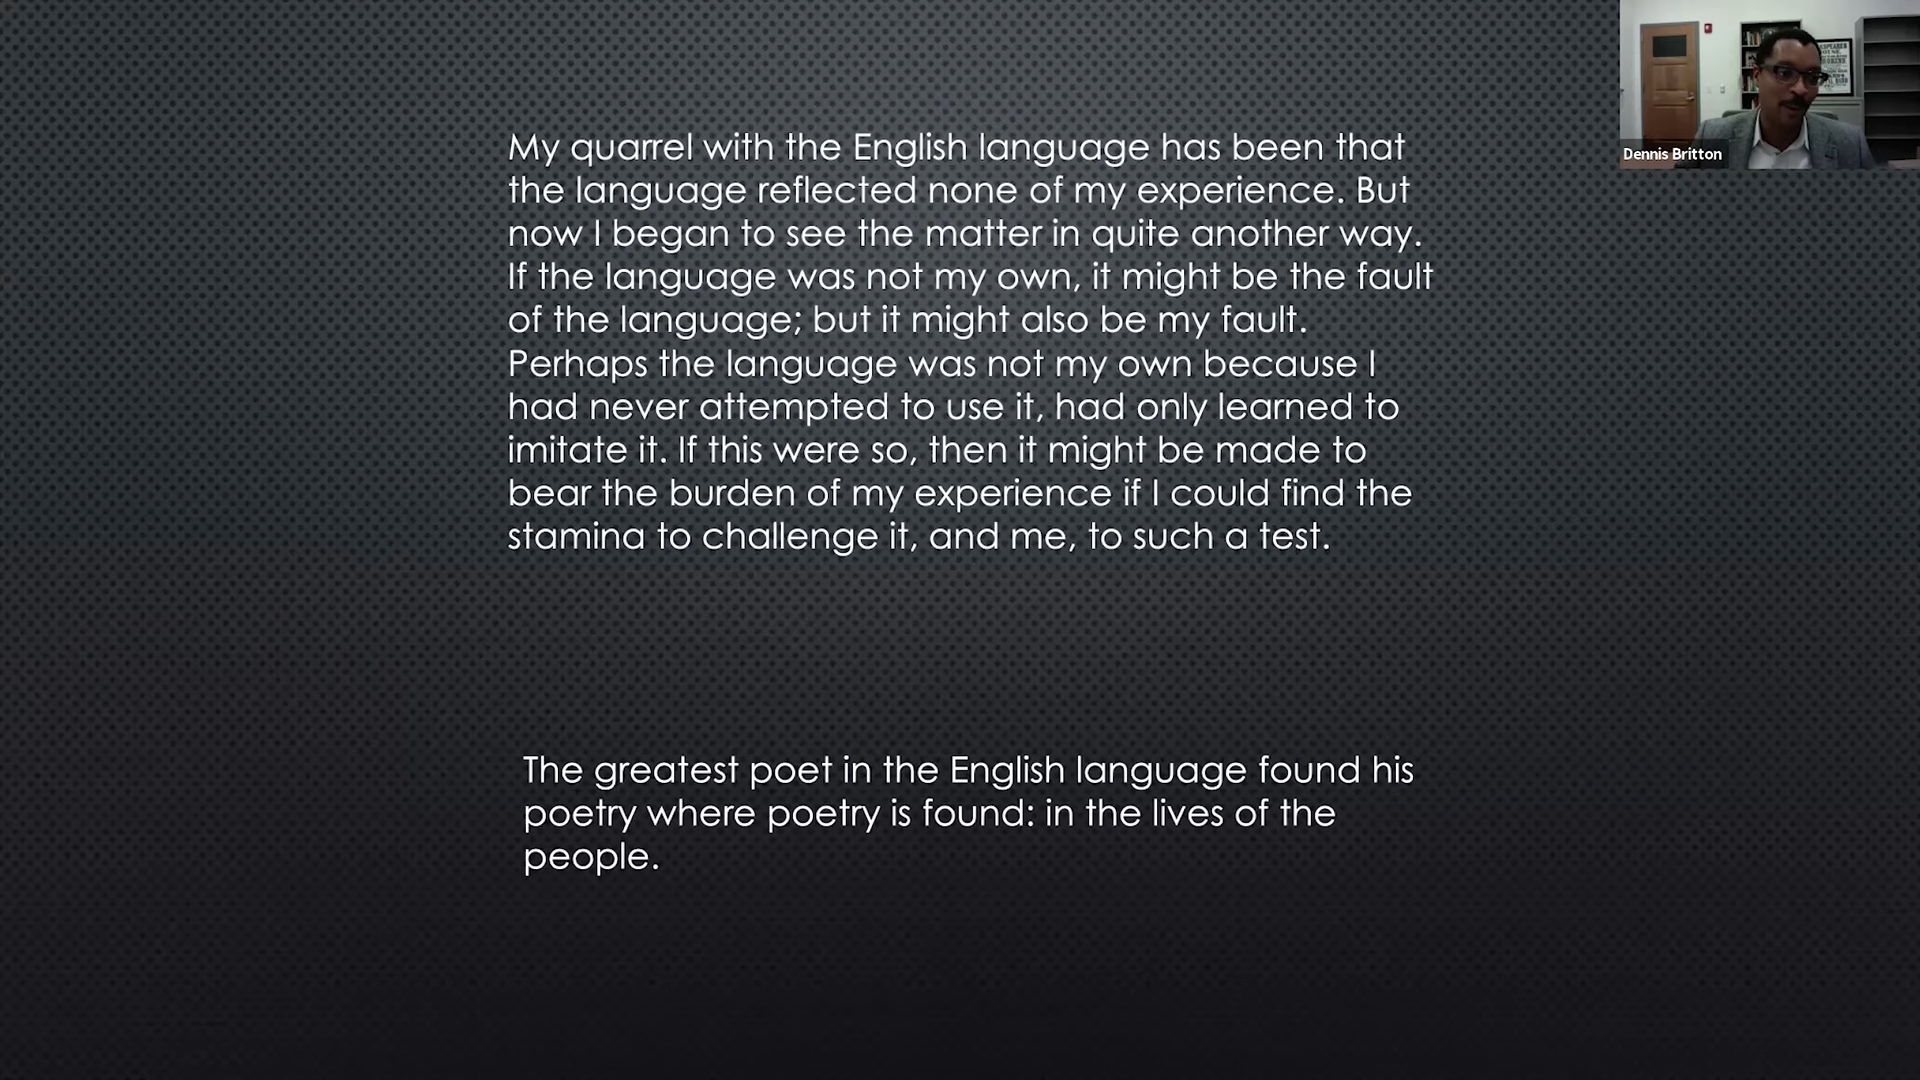 My quarrel with the English language has been that
the language reflected none of my experience. But
now I began to see the matter in quite another way.
If the language was not my own, it might be the fault
of the language; but it might also be my fault.
Perhaps the language was not my own because I
had never attempted to use it, had only learned to
imitate it. If this were so, then it might be made to
bear the burden of my experience if I could find the
stamina to challenge it, and me, to such a test.
The greatest poet in the English language found his
poetry where poetry is found: in the lives of the
people.
Dennis Britton